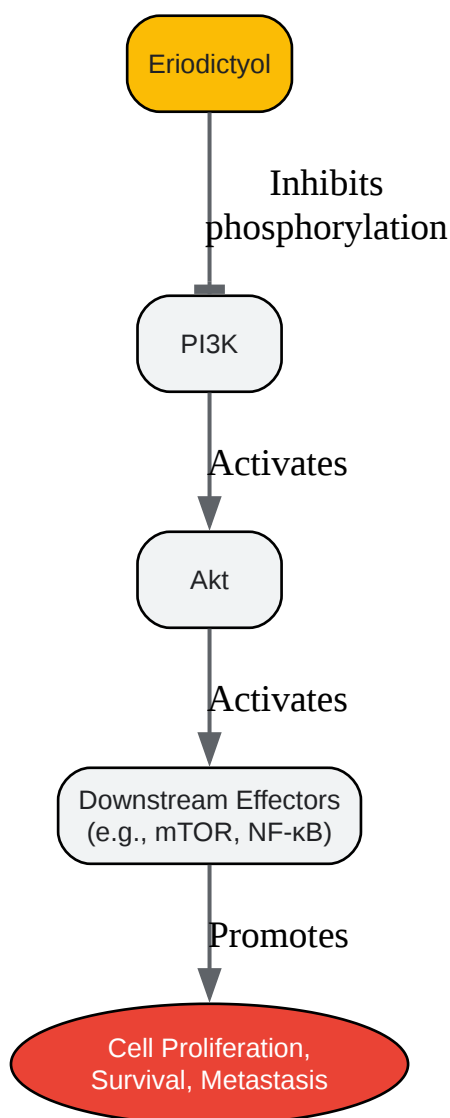 Eriodictyol
Inhibits
phosphorylation
PI3K
Activates
Akt
Activates
Downstream Effectors
(e.g., mTOR, NF-κB)
Promotes
Cell Proliferation,
Survival, Metastasis